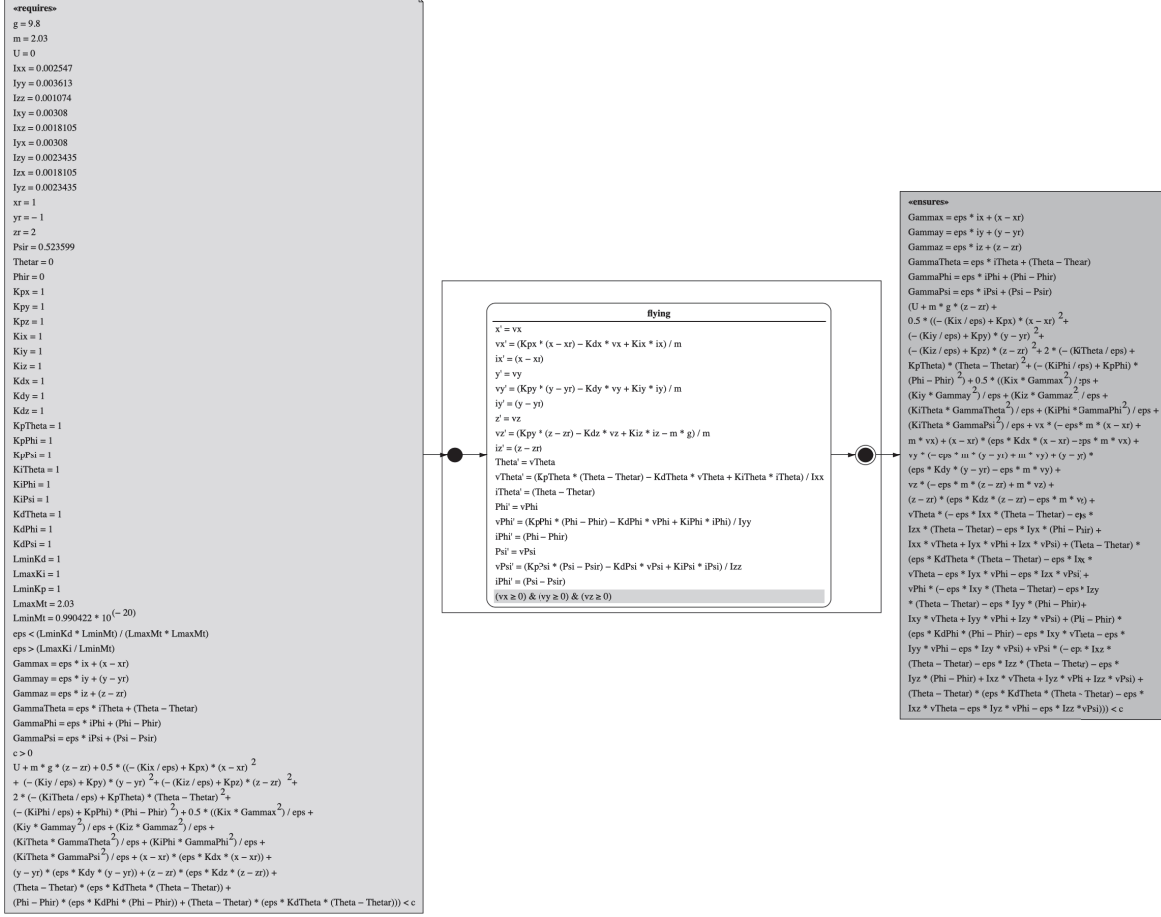 «requires»
g = 9.8
m = 2.03
U = 0
Ixx = 0.002547
Iyy = 0.003613
Izz = 0.001074
Ixy = 0.00308
Ixz = 0.0018105
Iyx = 0.00308
Izy = 0.0023435
Izx = 0.0018105
Iyz = 0.0023435
xr = 1
yr = − 1
zr = 2
Psir = 0.523599
Thetar = 0
Phir = 0
Kpx = 1
Kpy = 1
Kpz = 1
Kix = 1
Kiy = 1
Kiz = 1
Kdx = 1
Kdy = 1
Kdz = 1
KpTheta = 1
KpPhi = 1
KpPsi = 1
KiTheta = 1
KiPhi = 1
KiPsi = 1
KdTheta = 1
KdPhi = 1
KdPsi = 1
LminKd = 1
LmaxKi = 1
LminKp = 1
LmaxMt = 2.03
LminMt = 0.990422 * 10^(− 20)
eps < (LminKd * LminMt) / (LmaxMt * LmaxMt)
eps > (LmaxKi / LminMt)
Gammax = eps * ix + (x − xr)
Gammay = eps * iy + (y − yr)
Gammaz = eps * iz + (z − zr)
GammaTheta = eps * iTheta + (Theta − Thetar)
GammaPhi = eps * iPhi + (Phi − Phir)
GammaPsi = eps * iPsi + (Psi − Psir)
c > 0
U + m * g * (z − zr) + 0.5 * ((− (Kix / eps) + Kpx) * (x − xr) ^2
+ (− (Kiy / eps) + Kpy) * (y − yr) ^2+ (− (Kiz / eps) + Kpz) * (z − zr) ^2+
2 * (− (KiTheta / eps) + KpTheta) * (Theta − Thetar) ^2+
(− (KiPhi / eps) + KpPhi) * (Phi − Phir) ^2) + 0.5 * ((Kix * Gammax^2) / eps +
(Kiy * Gammay^2) / eps + (Kiz * Gammaz^2) / eps +
(KiTheta * GammaTheta^2) / eps + (KiPhi * GammaPhi^2) / eps +
(KiTheta * GammaPsi^2) / eps + (x − xr) * (eps * Kdx * (x − xr)) +
(y − yr) * (eps * Kdy * (y − yr)) + (z − zr) * (eps * Kdz * (z − zr)) +
(Theta − Thetar) * (eps * KdTheta * (Theta − Thetar)) +
(Phi − Phir) * (eps * KdPhi * (Phi − Phir)) + (Theta − Thetar) * (eps * KdTheta * (Theta − Thetar))) < c
flying
x' = vx
vx' = (Kpx * (x − xr) − Kdx * vx + Kix * ix) / m
ix' = (x − xr)
y' = vy
vy' = (Kpy * (y − yr) − Kdy * vy + Kiy * iy) / m
iy' = (y − yr)
z' = vz
vz' = (Kpy * (z − zr) − Kdz * vz + Kiz * iz − m * g) / m
iz' = (z − zr)
Theta' = vTheta
vTheta' = (KpTheta * (Theta − Thetar) − KdTheta * vTheta + KiTheta * iTheta) / Ixx
iTheta' = (Theta − Thetar)
Phi' = vPhi
vPhi' = (KpPhi * (Phi − Phir) − KdPhi * vPhi + KiPhi * iPhi) / Iyy
iPhi' = (Phi − Phir)
Psi' = vPsi
vPsi' = (KpPsi * (Psi − Psir) − KdPsi * vPsi + KiPsi * iPsi) / Izz
iPhi' = (Psi − Psir)
(vx ≥ 0) & (vy ≥ 0) & (vz ≥ 0)
«ensures»
Gammax = eps * ix + (x − xr)
Gammay = eps * iy + (y − yr)
Gammaz = eps * iz + (z − zr)
GammaTheta = eps * iTheta + (Theta − Thetar)
GammaPhi = eps * iPhi + (Phi − Phir)
GammaPsi = eps * iPsi + (Psi − Psir)
(U + m * g * (z − zr) +
0.5 * ((− (Kix / eps) + Kpx) * (x − xr) ^2+
(− (Kiy / eps) + Kpy) * (y − yr) ^2+
(− (Kiz / eps) + Kpz) * (z − zr) ^2+ 2 * (− (KiTheta / eps) +
KpTheta) * (Theta − Thetar) ^2+ (− (KiPhi / eps) + KpPhi) *
(Phi − Phir) ^2) + 0.5 * ((Kix * Gammax^2) / eps +
(Kiy * Gammay^2) / eps + (Kiz * Gammaz^2) / eps +
(KiTheta * GammaTheta^2) / eps + (KiPhi * GammaPhi^2) / eps +
(KiTheta * GammaPsi^2) / eps + vx * (− eps* m * (x − xr) +
m * vx) + (x − xr) * (eps * Kdx * (x − xr) − eps * m * vx) +
vy * (− eps * m * (y − yr) + m * vy) + (y − yr) *
(eps * Kdy * (y − yr) − eps * m * vy) +
vz * (− eps * m * (z − zr) + m * vz) +
(z − zr) * (eps * Kdz * (z − zr) − eps * m * vz) +
vTheta * (− eps * Ixx * (Theta − Thetar) − eps *
Izx * (Theta − Thetar) − eps * Iyx * (Phi − Psir) +
Ixx * vTheta + Iyx * vPhi + Izx * vPsi) + (Theta − Thetar) *
(eps * KdTheta * (Theta − Thetar) − eps * Ixx *
vTheta − eps * Iyx * vPhi − eps * Izx * vPsi) +
vPhi * (− eps * Ixy * (Theta − Thetar) − eps * Izy
* (Theta − Thetar) − eps * Iyy * (Phi − Phir)+
Ixy * vTheta + Iyy * vPhi + Izy * vPsi) + (Phi − Phir) *
(eps * KdPhi * (Phi − Phir) − eps * Ixy * vTheta − eps *
Iyy * vPhi − eps * Izy * vPsi) + vPsi * (− eps * Ixz *
(Theta − Thetar) − eps * Izz * (Theta − Thetar) − eps *
Iyz * (Phi − Phir) + Ixz * vTheta + Iyz * vPhi + Izz * vPsi) +
(Theta − Thetar) * (eps * KdTheta * (Theta − Thetar) − eps *
Ixz * vTheta − eps * Iyz * vPhi − eps * Izz * vPsi))) < c